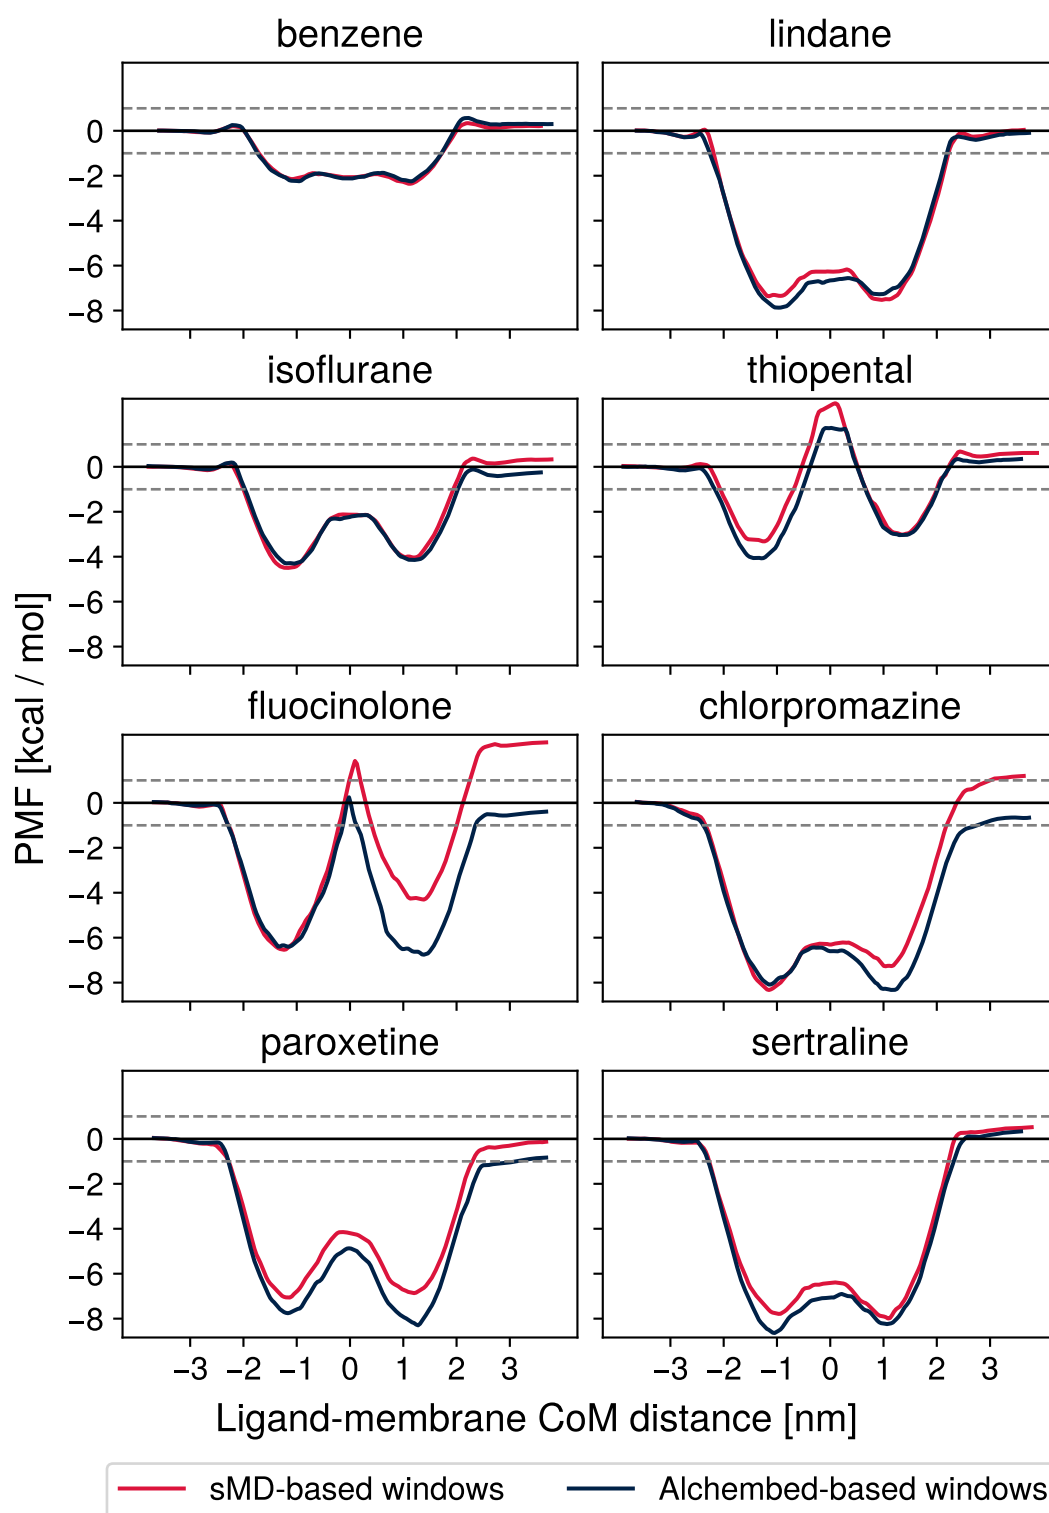 benzene
lindane
0
−2
−4
−6
−8
isoflurane
thiopental
0
−2
−4
−6
−8
PMF [kcal / mol]
fluocinolone
chlorpromazine
0
−2
−4
−6
−8
paroxetine
sertraline
0
−2
−4
−6
−8
−3 −2 −1 0 1 2 3
−3 −2 −1 0 1 2 3
Ligand-membrane CoM distance [nm]
sMD-based windows
Alchembed-based windows